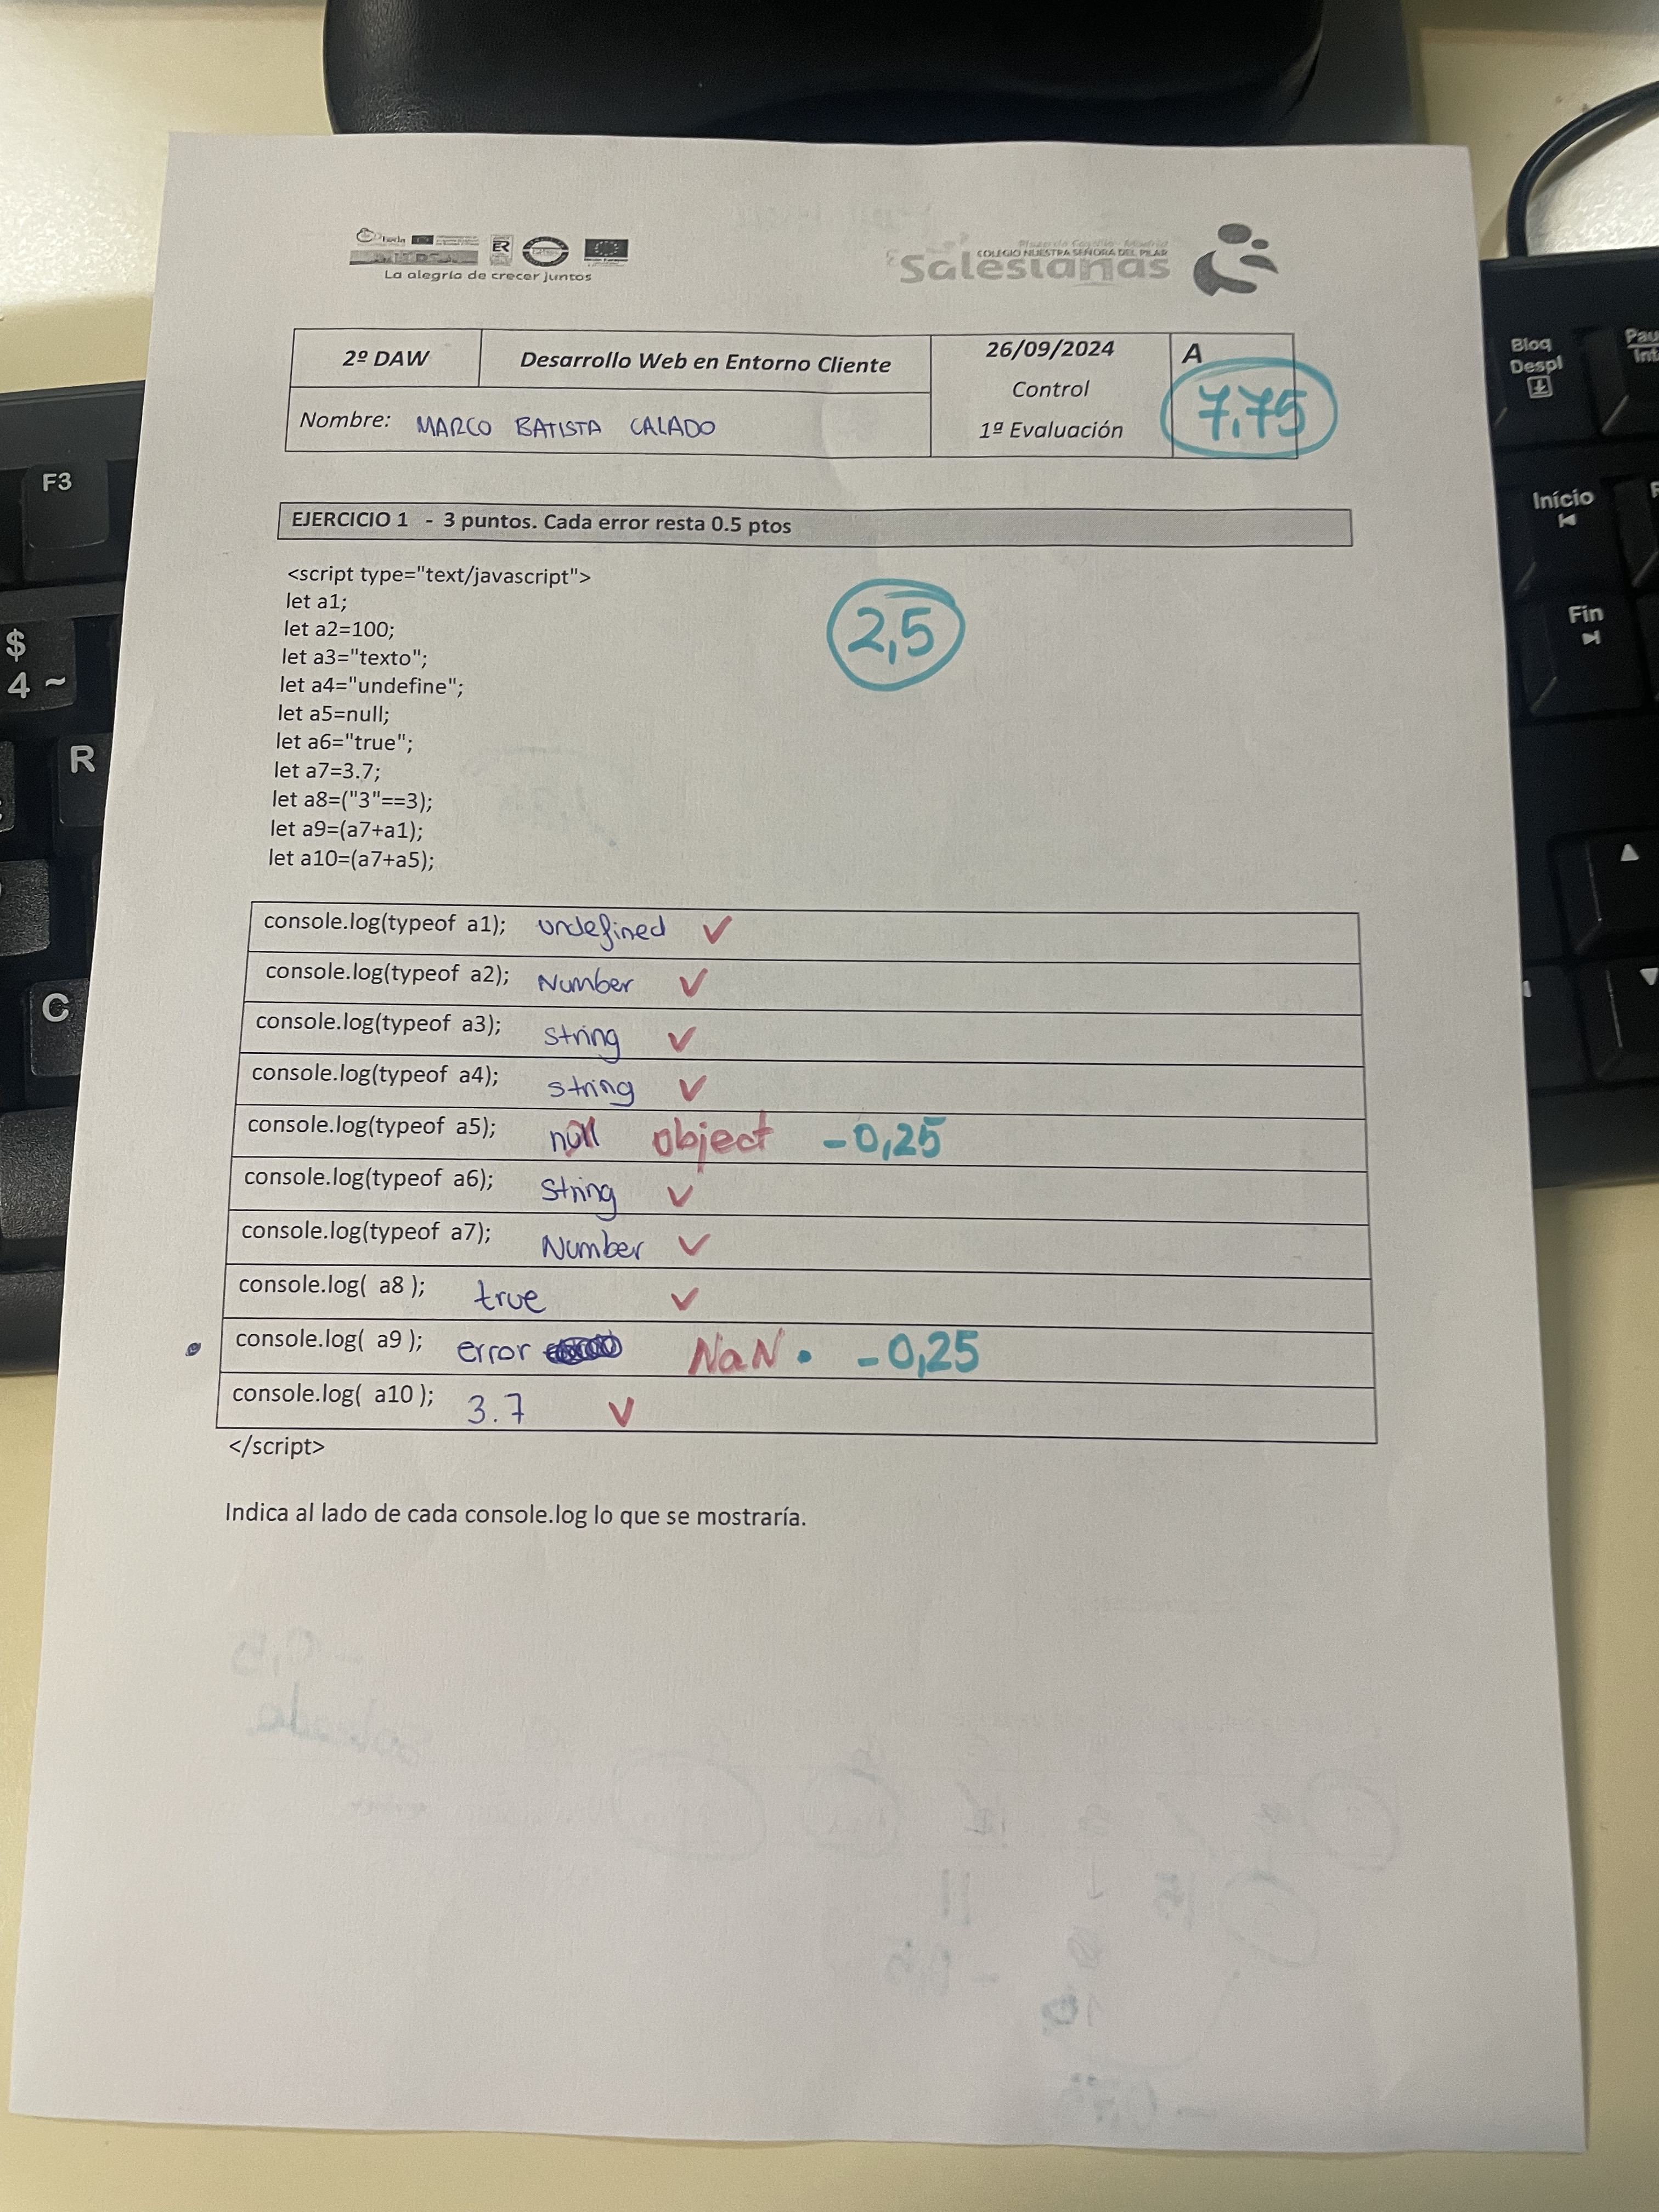 La alegría de crecer juntos
COLEGIO NUESTRA SEÑORA DEL PILAR
Salesianas
2º DAW
Desarrollo Web en Entorno Cliente
26/09/2024
Control
1ª Evaluación
A
7,75
Nombre: MARCO BATISTA CALADO
EJERCICIO 1 - 3 puntos. Cada error resta 0.5 ptos
<script type="text/javascript">
let a1;
let a2=100;
let a3="texto";
let a4="undefine";
let a5=null;
let a6="true";
let a7=3.7;
let a8=("3"==3);
let a9=(a7+a1);
let a10=(a7+a5);
2,5
console.log(typeof a1); undefined ✓
console.log(typeof a2); Number ✓
console.log(typeof a3); string ✓
console.log(typeof a4); string ✓
console.log(typeof a5); null object -0,25
console.log(typeof a6); String ✓
console.log(typeof a7); Number ✓
console.log( a8 ); true ✓
console.log( a9 ); error NaN -0,25
console.log( a10 ); 3.7 ✓
</script>
Indica al lado de cada console.log lo que se mostraría.
F3
$
4 ~
R
C
Bloq
Despl
Pau
Int
Inicio
Fin